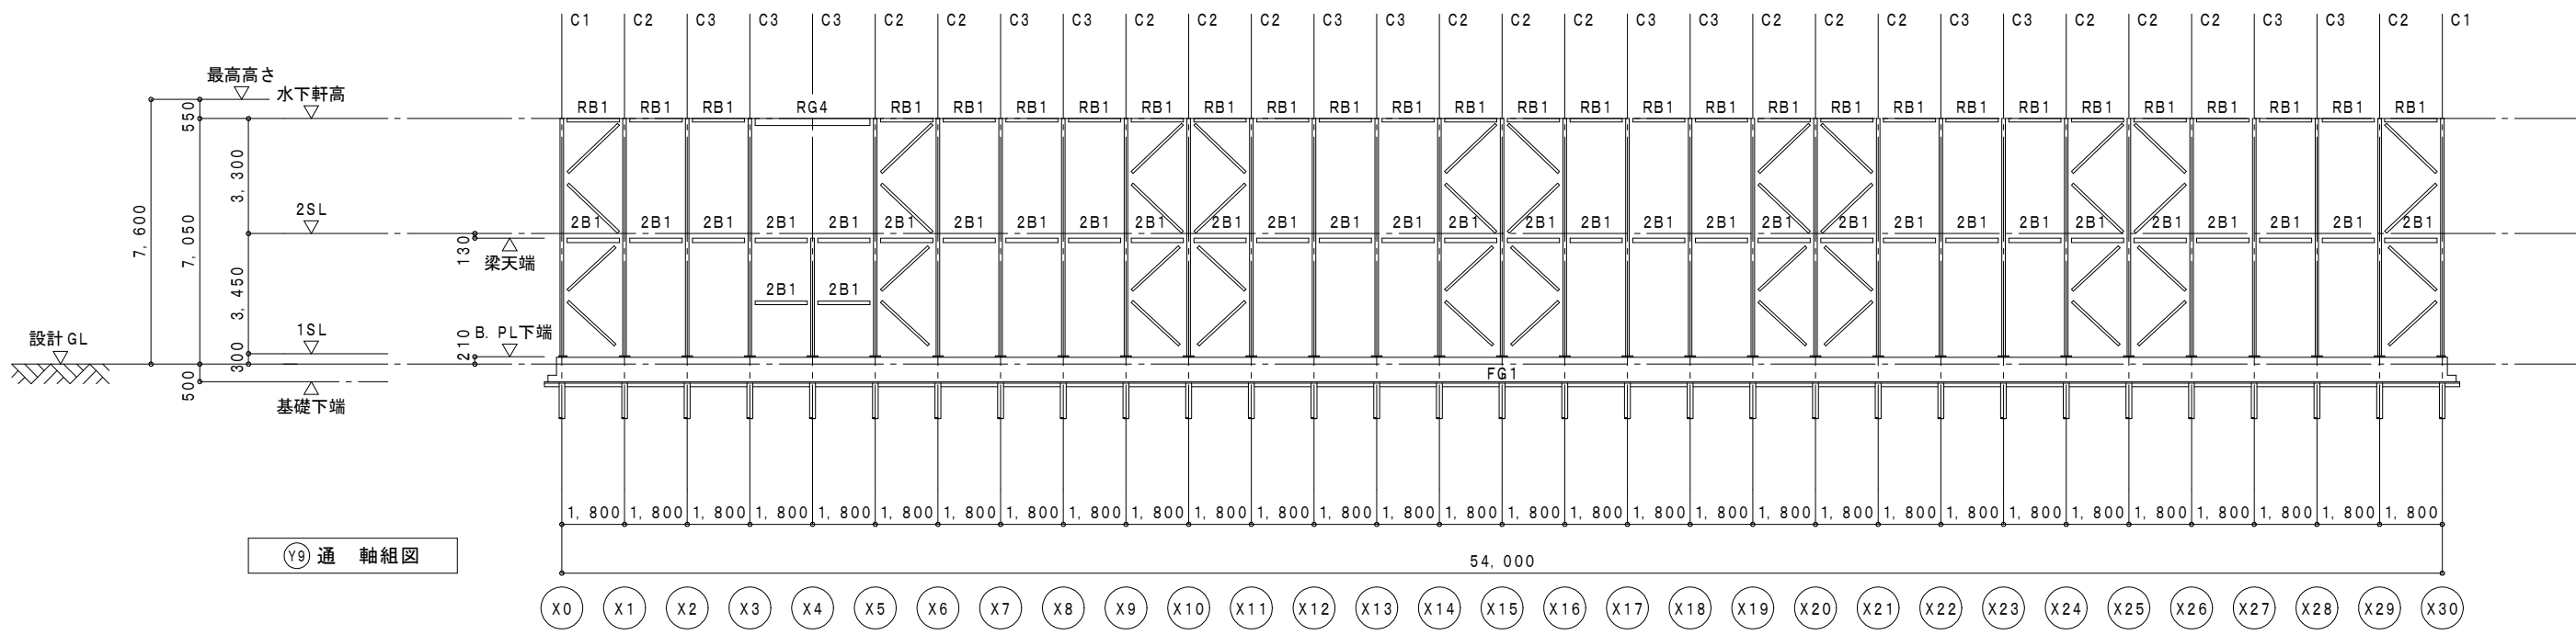 C1 C2 C3 C3 C3 C2 C2 C3 C3 C2 C2 C2 C3 C3 C2 C2 C2 C3 C3 C2 C2 C2 C3 C3 C2 C2 C2 C3 C3 C2 C1
最高高さ
水下軒高
RB1 RB1 RB1 RG4 RB1 RB1 RB1 RB1 RB1 RB1 RB1 RB1 RB1 RB1 RB1 RB1 RB1 RB1 RB1 RB1 RB1 RB1 RB1 RB1 RB1 RB1 RB1 RB1 RB1
550
3,300
7,600
7,050
2SL
2B1 2B1 2B1 2B1 2B1 2B1 2B1 2B1 2B1 2B1 2B1 2B1 2B1 2B1 2B1 2B1 2B1 2B1 2B1 2B1 2B1 2B1 2B1 2B1 2B1 2B1 2B1 2B1 2B1 2B1
130
梁天端
3,450
2B1 2B1
1SL
210
B.PL下端
設計GL
300
FG1
500
基礎下端
1,800 1,800 1,800 1,800 1,800 1,800 1,800 1,800 1,800 1,800 1,800 1,800 1,800 1,800 1,800 1,800 1,800 1,800 1,800 1,800 1,800 1,800 1,800 1,800 1,800 1,800 1,800 1,800 1,800 1,800
Y9 通 軸組図
54,000
X0 X1 X2 X3 X4 X5 X6 X7 X8 X9 X10 X11 X12 X13 X14 X15 X16 X17 X18 X19 X20 X21 X22 X23 X24 X25 X26 X27 X28 X29 X30